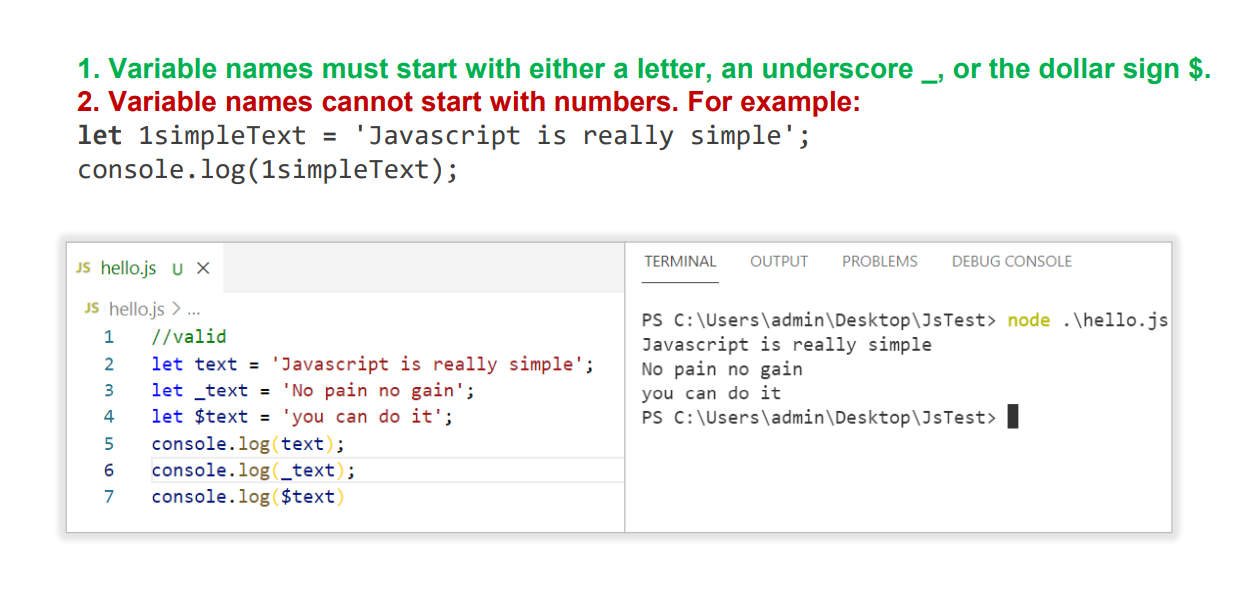 1. Variable names must start with either a letter, an underscore _, or the dollar sign $.
2. Variable names cannot start with numbers. For example:
let 1simpleText = 'Javascript is really simple';
console.log(1simpleText);
JS hello.js U ×
JS hello.js > ...
1 //valid
2 let text = 'Javascript is really simple';
3 let _text = 'No pain no gain';
4 let $text = 'you can do it';
5 console.log(text);
6 console.log(_text);
7 console.log($text)
TERMINAL OUTPUT PROBLEMS DEBUG CONSOLE
PS C:\Users\admin\Desktop\JsTest> node .\hello.js
Javascript is really simple
No pain no gain
you can do it
PS C:\Users\admin\Desktop\JsTest>